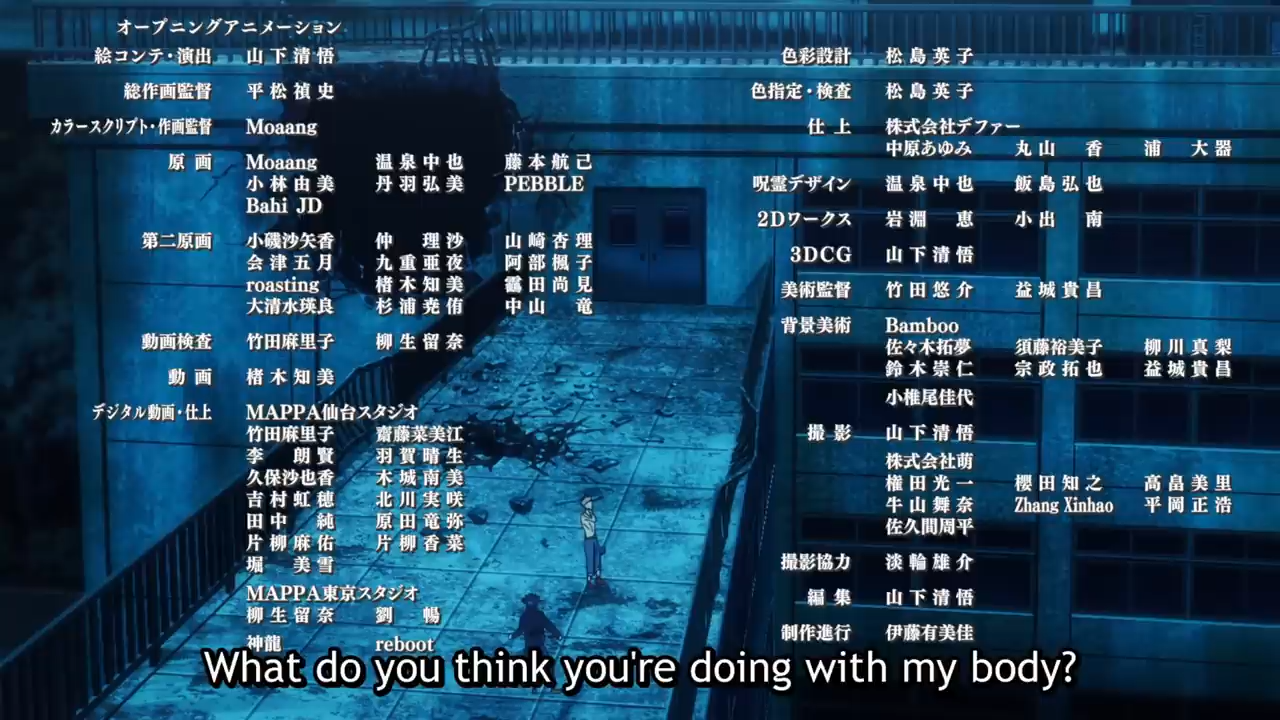 オープニングアニメーション
絵コンテ・演出 山下清悟
総作画監督 平松禎史
カラースクリプト・作画監督 Moaang
原画 Moaang 温泉中也 藤本航己
小林由美 丹羽弘美 PEBBLE
Bahi JD
第二原画 小磯沙矢香 仲理沙 山崎杏理
会津五月 九重亜夜 阿部楓子
roasting 楮木知美 靏田尚見
大清水瑛良 杉浦尭侑 中山竜
動画検査 竹田麻里子 柳生留奈
動画 楮木知美
デジタル動画・仕上 MAPPA仙台スタジオ
竹田麻里子 齋藤菜美江
李朗賢 羽賀晴生
久保沙也香 木城南美
吉村虹穂 北川実咲
田中純 原田竜弥
片柳麻佑 片柳香菜
堀美雪
MAPPA東京スタジオ
柳生留奈 劉暢
神龍 reboot
色彩設計 松島英子
色指定・検査 松島英子
仕上 株式会社デファー
中原あゆみ 丸山香 浦大器
呪霊デザイン 温泉中也 飯島弘也
2Dワークス 岩淵恵 小出南
3DCG 山下清悟
美術監督 竹田悠介 益城貴昌
背景美術 Bamboo
佐々木拓夢 須藤裕美子 柳川真梨
鈴木崇仁 宗政拓也 益城貴昌
小椎尾佳代
撮影 山下清悟
株式会社萌
権田光一 櫻田知之 高畠美里
牛山舞奈 Zhang Xinhao 平岡正浩
佐久間周平
撮影協力 淡輪雄介
編集 山下清悟
制作進行 伊藤有美佳
What do you think you're doing with my body?